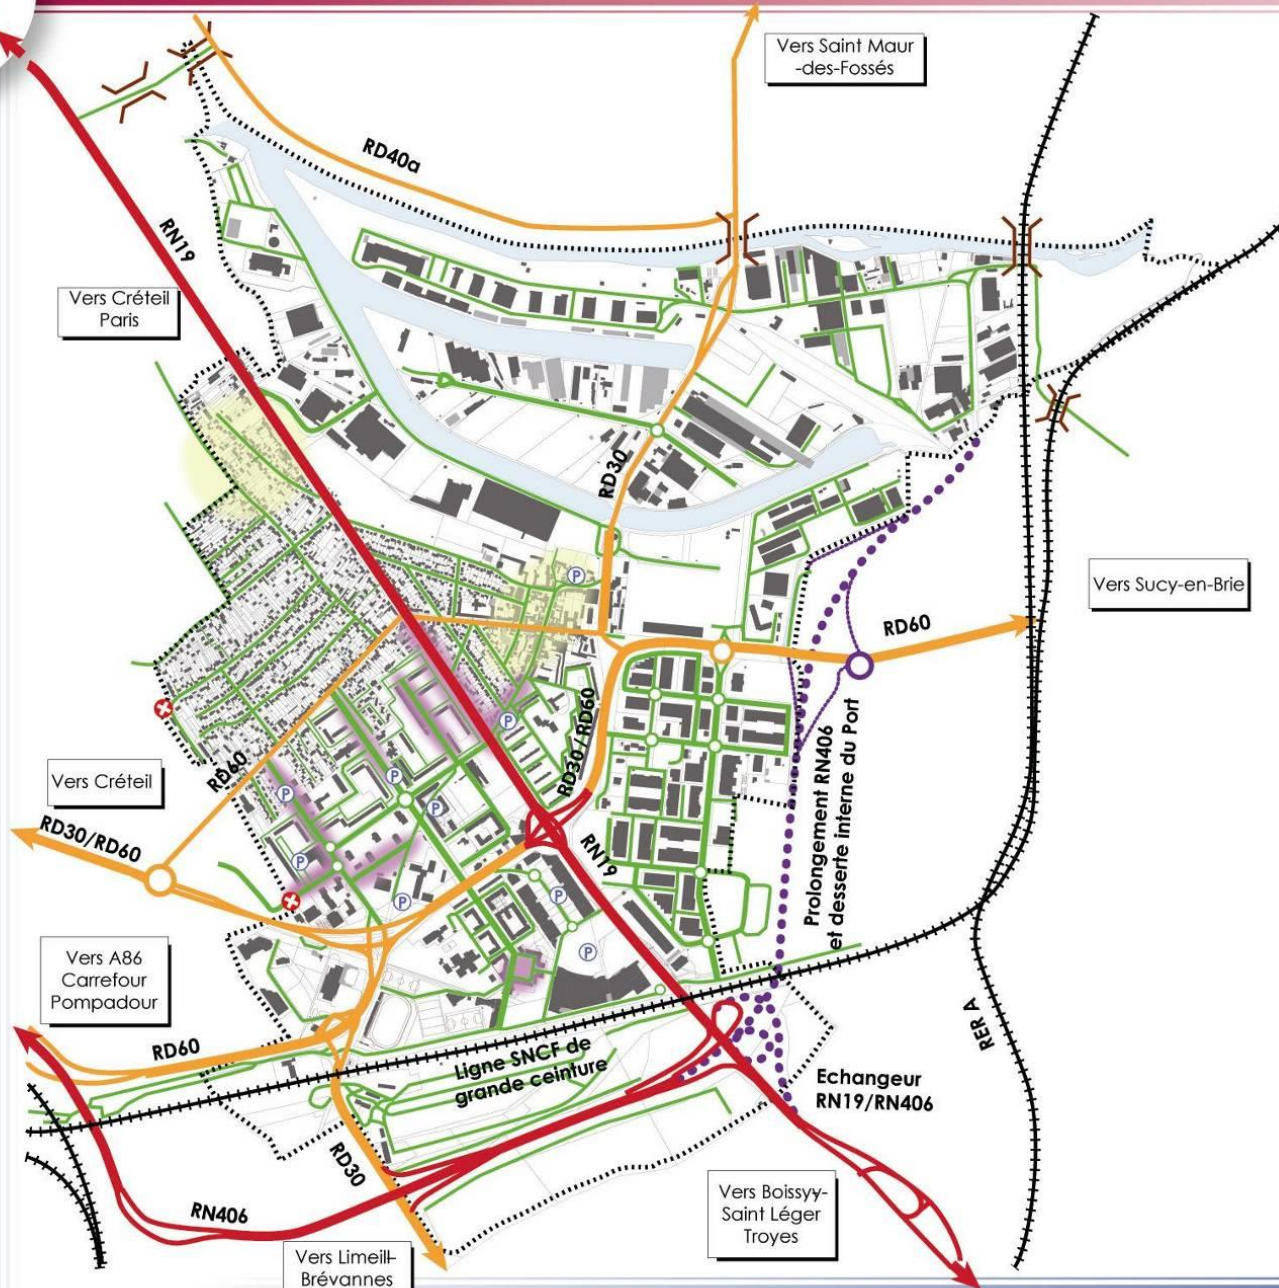 Vers Saint Maur
-des-Fossés
RD40a
RN19
Vers Créteil
Paris
RD30
Vers Sucy-en-Brie
P
RD60
P
RD30/RD60
Prolongement RN406
et desserte interne du Port
RD60
Vers Créteil
P
P
P
RD30/RD60
RN19
P
P
P
P
Vers A86
Carrefour
Pompadour
RER A
RD60
Ligne SNCF de
grande ceinture
Echangeur
RN19/RN406
RD30
RN406
Vers Boissyy-
Saint Léger
Troyes
Vers Limeill-
Brévannes